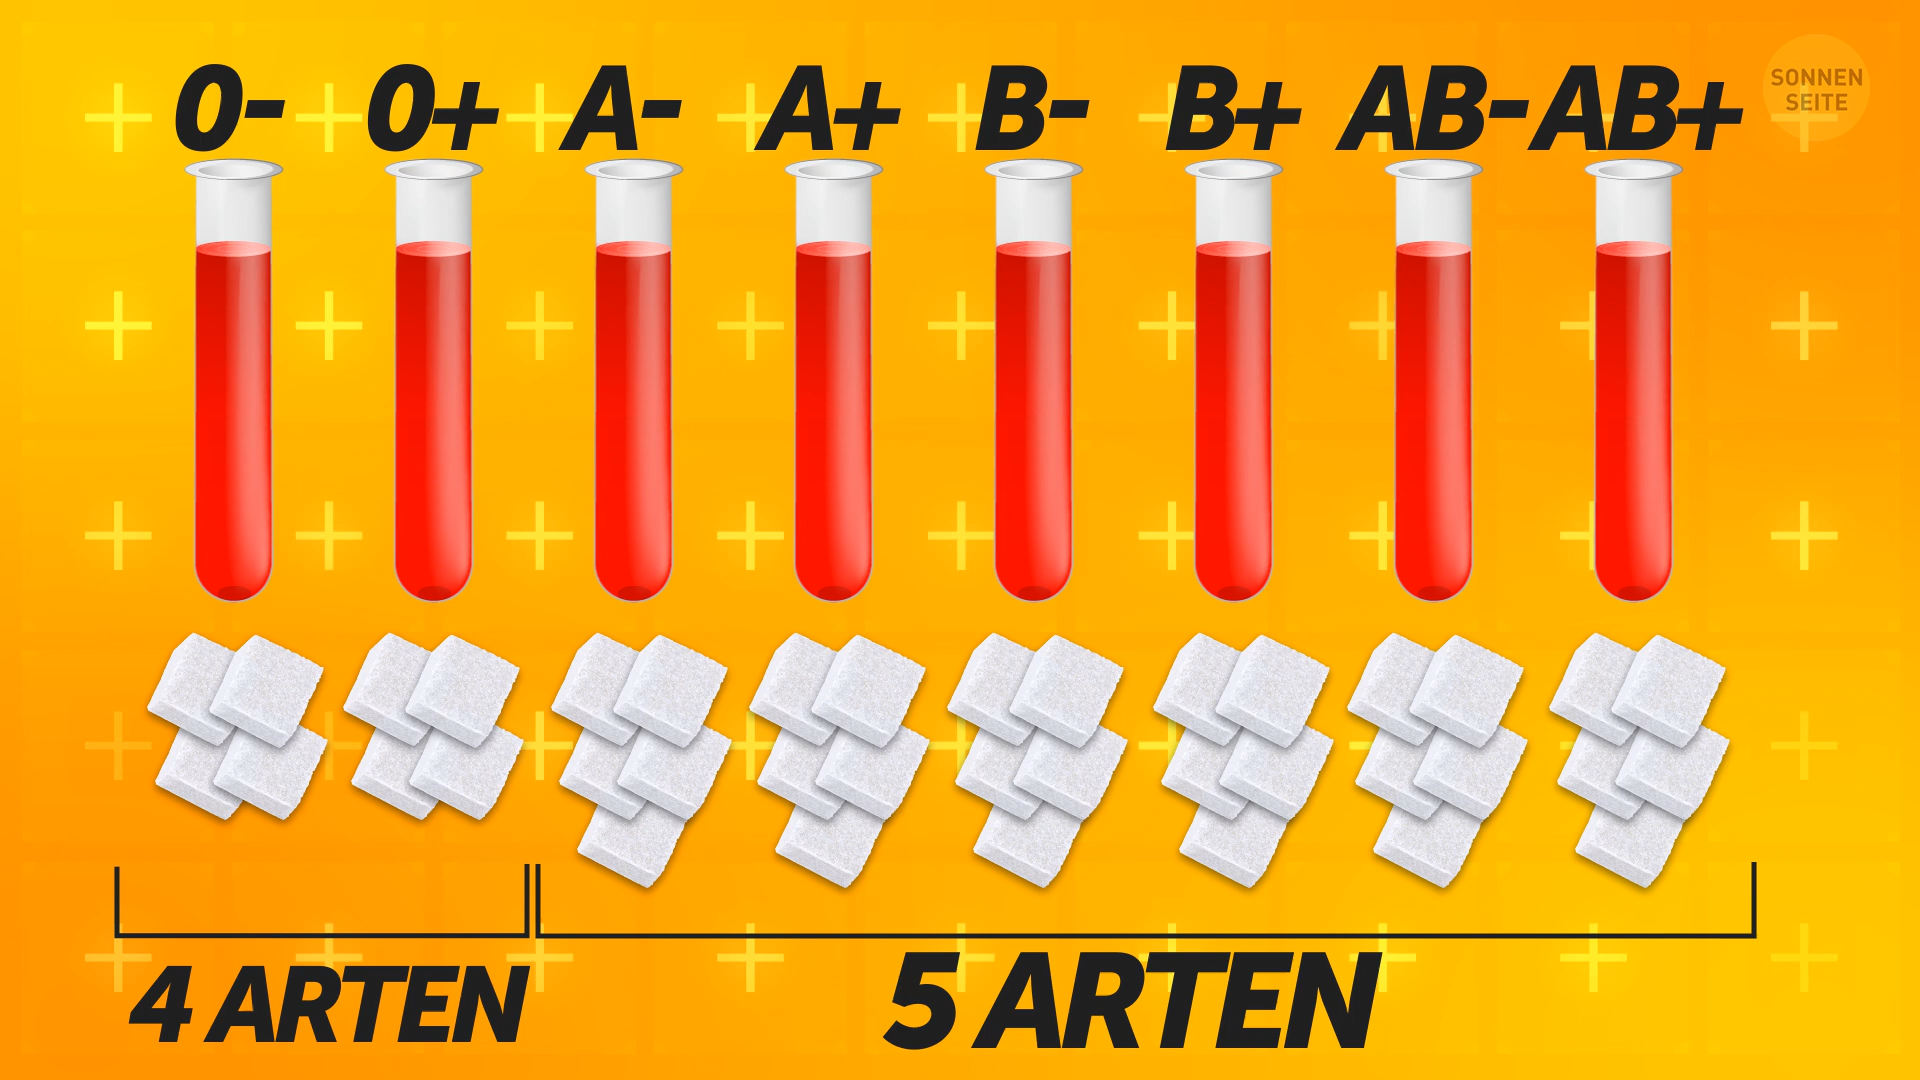 0- 0+ A- A+ B- B+ AB- AB+
SONNEN
SEITE
4 ARTEN 5 ARTEN